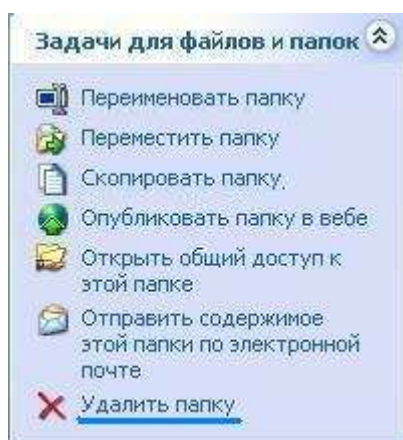 Задачи для файлов и папок
Переименовать папку
Переместить папку
Скопировать папку
Опубликовать папку в вебе
Открыть общий доступ к
этой папке
Отправить содержимое
этой папки по электронной
почте
Удалить папку